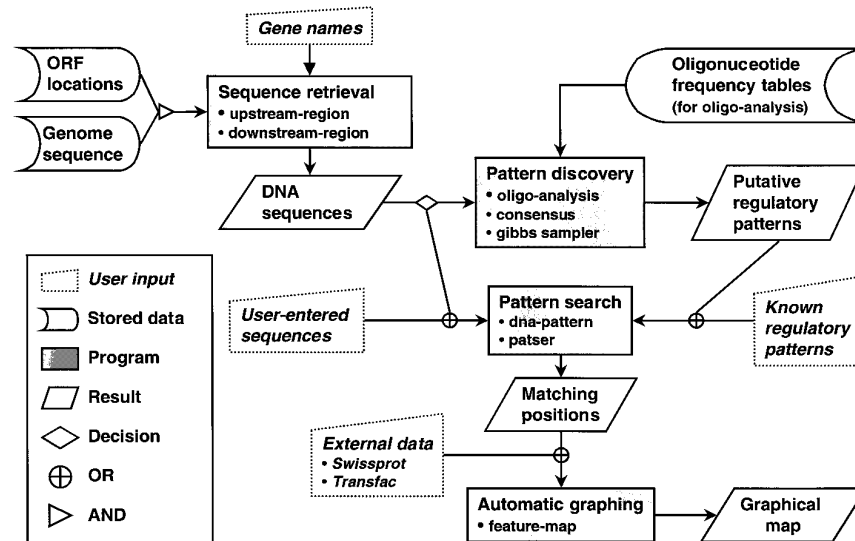 Gene names
ORF
locations
Genome
sequence
Sequence retrieval
• upstream-region
• downstream-region
Oligonuceotide
frequency tables
(for oligo-analysis)
DNA
sequences
Pattern discovery
• oligo-analysis
• consensus
• gibbs sampler
Putative
regulatory
patterns
User input
Stored data
Program
Result
Decision
OR
AND
User-entered
sequences
Pattern search
• dna-pattern
• patser
Known
regulatory
patterns
Matching
positions
External data
• Swissprot
• Transfac
Automatic graphing
• feature-map
Graphical
map